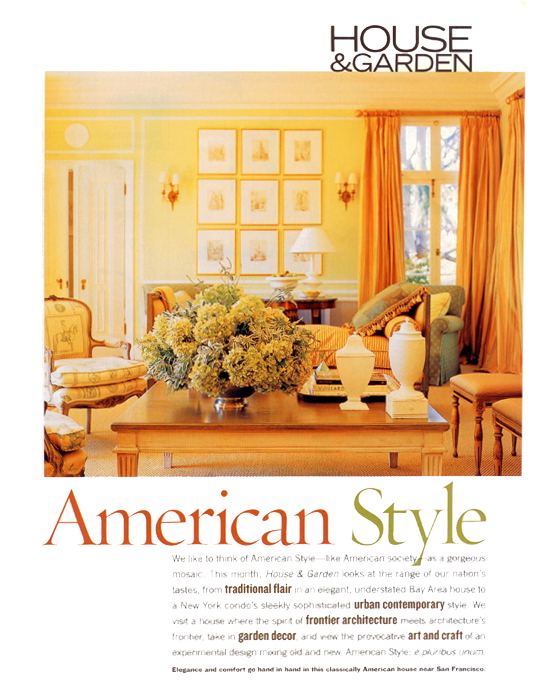 HOUSE
&GARDEN
American Style
We like to think of American Style—like American society—as a gorgeous
mosaic. This month, House & Garden looks at the range of our nation's
tastes, from traditional flair in an elegant, understated Bay Area house to
a New York condo's sleekly sophisticated urban contemporary style. We
visit a house where the spirit of frontier architecture meets architecture's
frontier, take in garden decor, and view the provocative art and craft of an
experimental design mixing old and new. American Style: e pluribus unum.
Elegance and comfort go hand in hand in this classically American house near San Francisco.